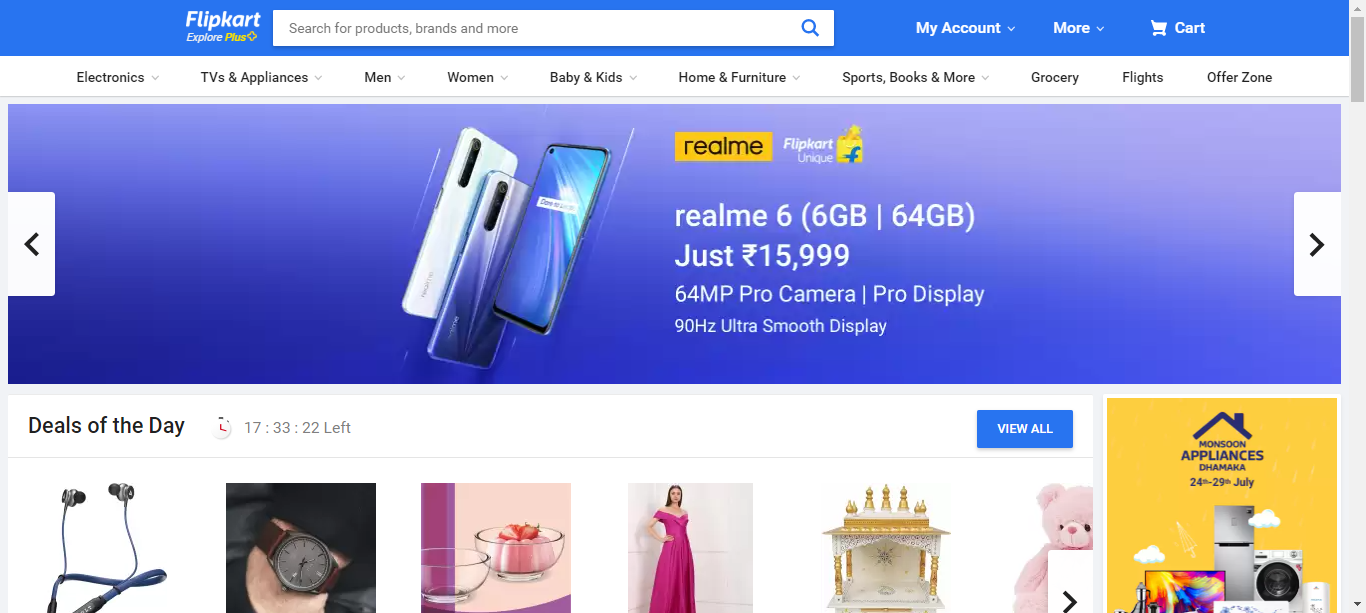 Flipkart
Explore Plus
Search for products, brands and more
My Account
More
Cart
Electronics
TVs & Appliances
Men
Women
Baby & Kids
Home & Furniture
Sports, Books & More
Grocery
Flights
Offer Zone
realme
Flipkart
Unique
realme 6 (6GB | 64GB)
Just ₹15,999
64MP Pro Camera | Pro Display
90Hz Ultra Smooth Display
Deals of the Day
17 : 33 : 22 Left
VIEW ALL
MONSOON
APPLIANCES
DHAMAKA
24th-29th July